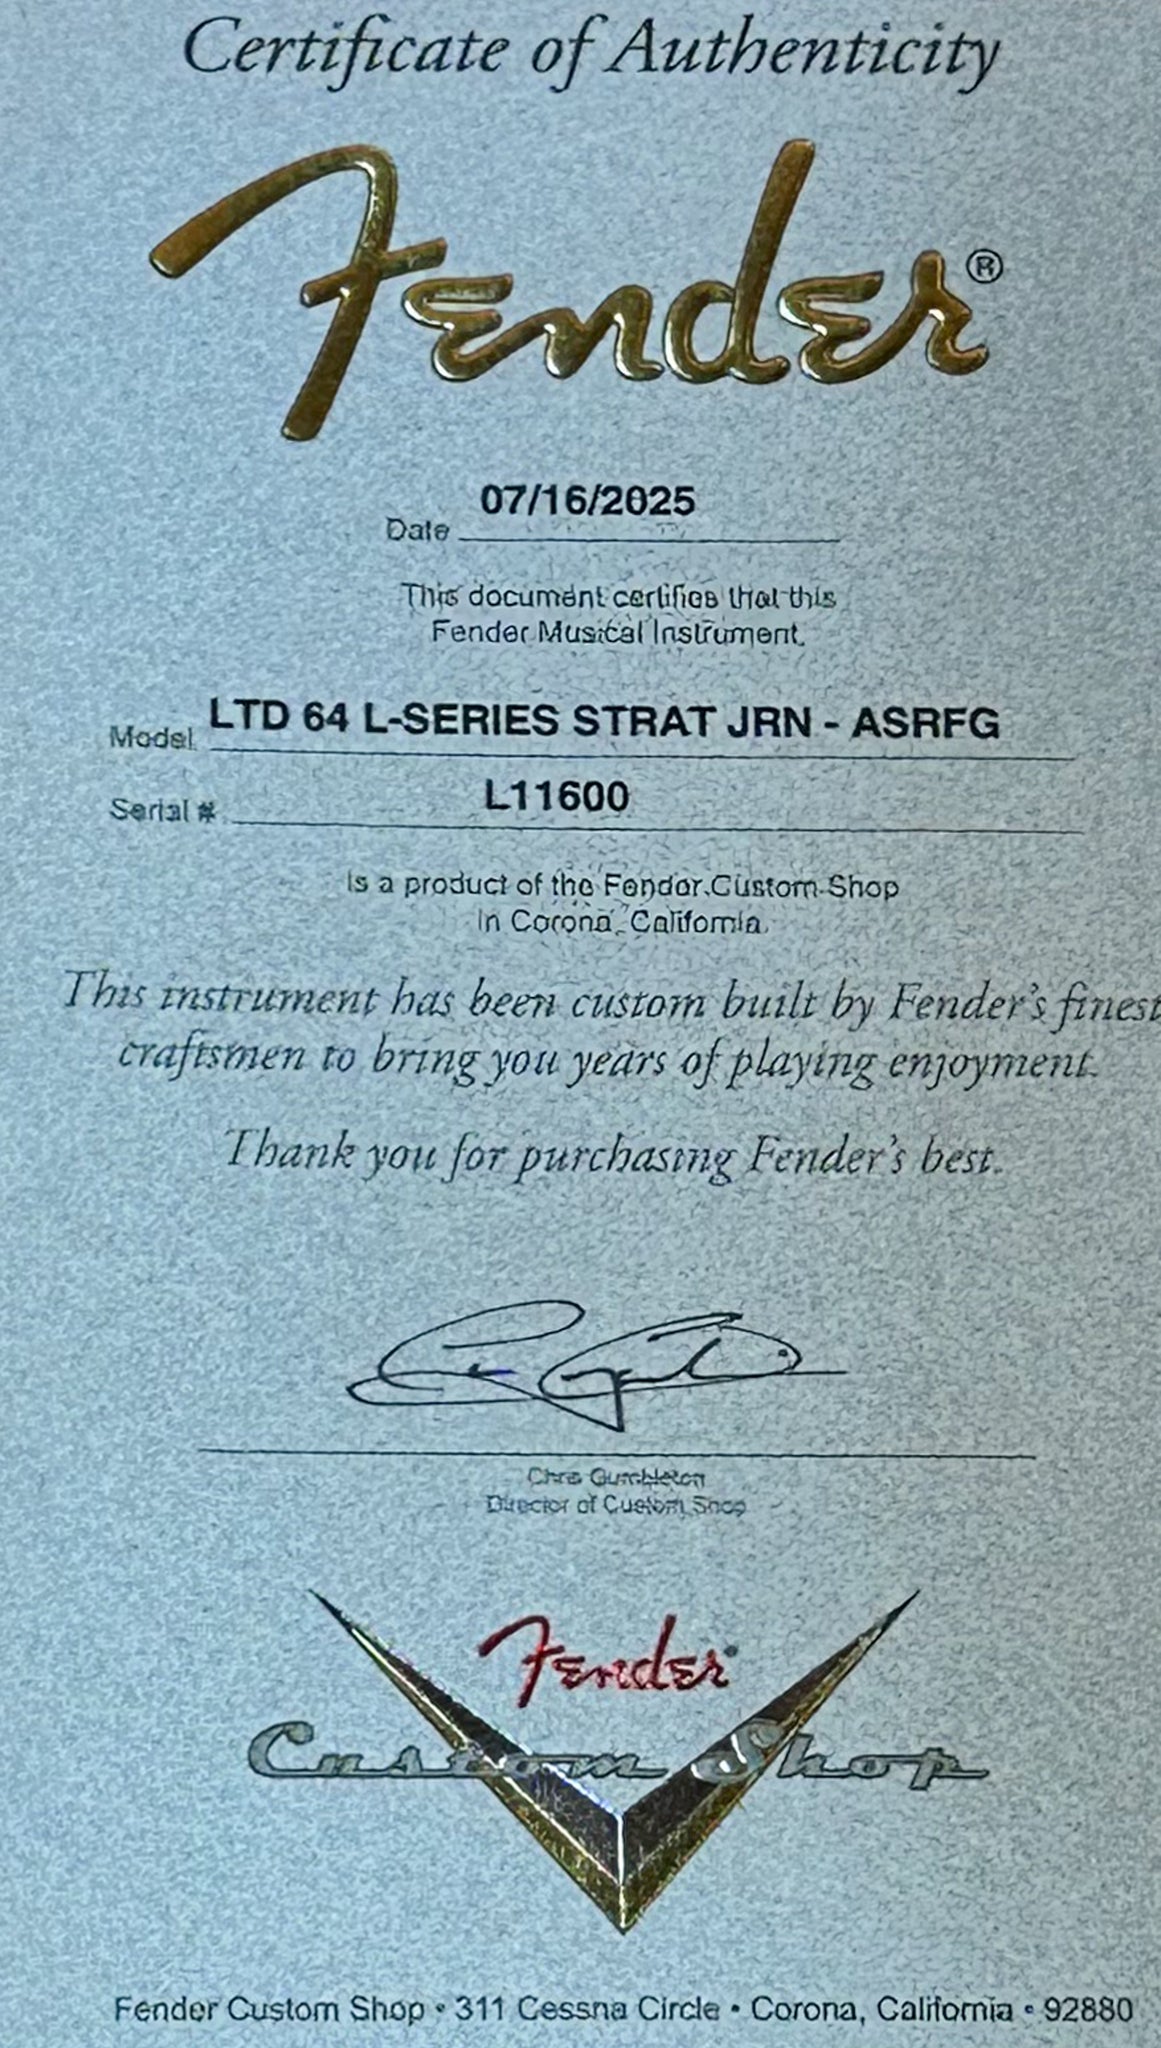 Certificate of Authenticity
Fender®
07/16/2025
Date
This document certifies that this
Fender Musical Instrument.
Model LTD 64 L-SERIES STRAT JRN - ASRFG
Serial # L11600
Is a product of the Fender Custom Shop
In Corona, California.
This instrument has been custom built by Fender's finest
craftsmen to bring you years of playing enjoyment.
Thank you for purchasing Fender's best.
Chris Gumbleton
Director of Custom Shop
Fender
Custom Shop
Fender Custom Shop • 311 Cessna Circle • Corona, California • 92880